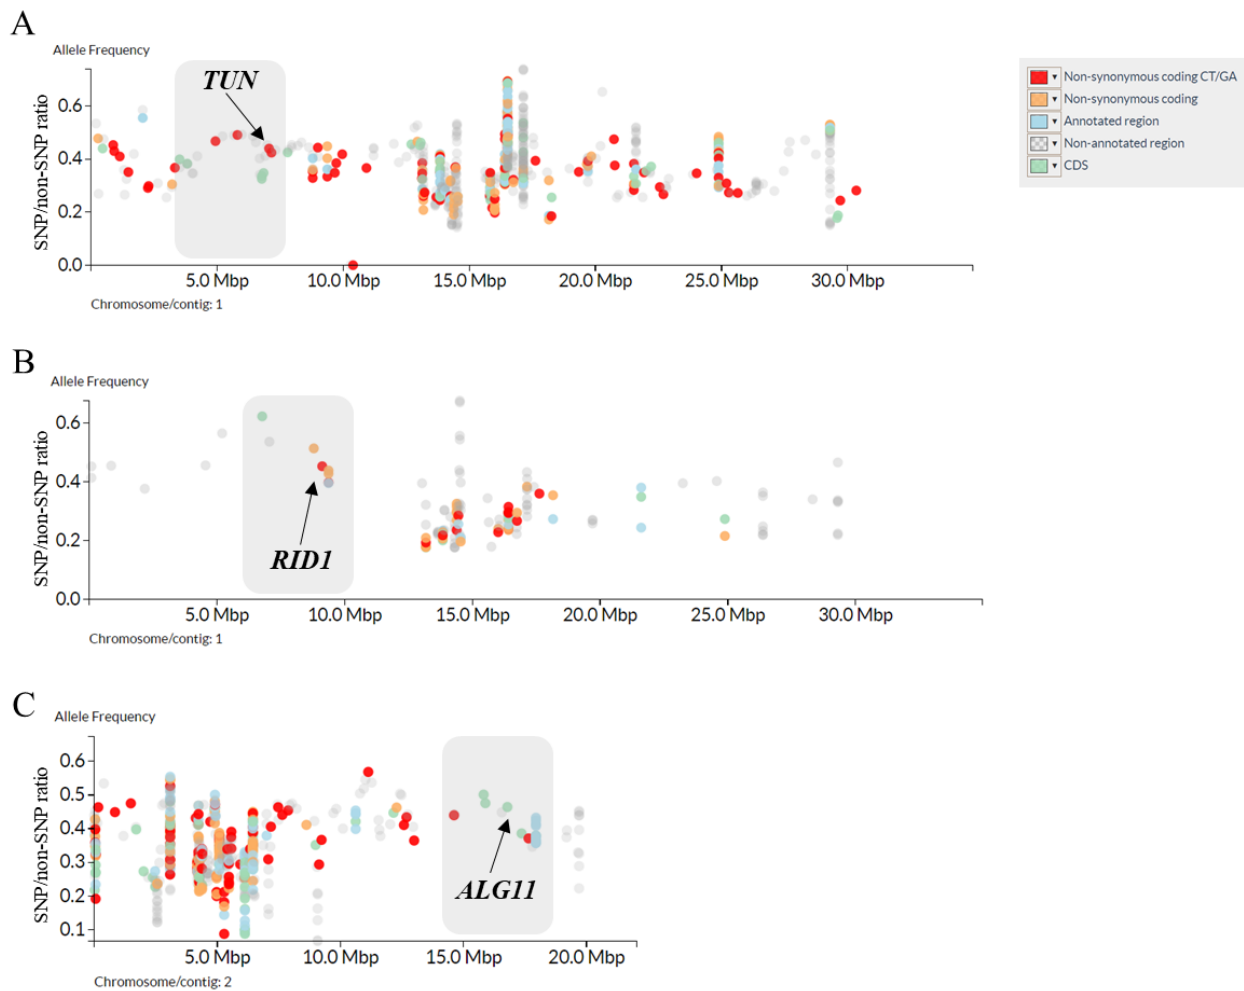 A
Allele Frequency
SNP/non-SNP ratio
0.6
0.4
0.2
0.0
TUN
5.0 Mbp
10.0 Mbp
15.0 Mbp
20.0 Mbp
25.0 Mbp
30.0 Mbp
Chromosome/contig: 1
Non-synonymous coding CT/GA
Non-synonymous coding
Annotated region
Non-annotated region
CDS
B
Allele Frequency
SNP/non-SNP ratio
0.6
0.4
0.2
0.0
RID1
5.0 Mbp
10.0 Mbp
15.0 Mbp
20.0 Mbp
25.0 Mbp
30.0 Mbp
Chromosome/contig: 1
C
Allele Frequency
SNP/non-SNP ratio
0.6
0.5
0.4
0.3
0.2
0.1
ALG11
5.0 Mbp
10.0 Mbp
15.0 Mbp
20.0 Mbp
Chromosome/contig: 2